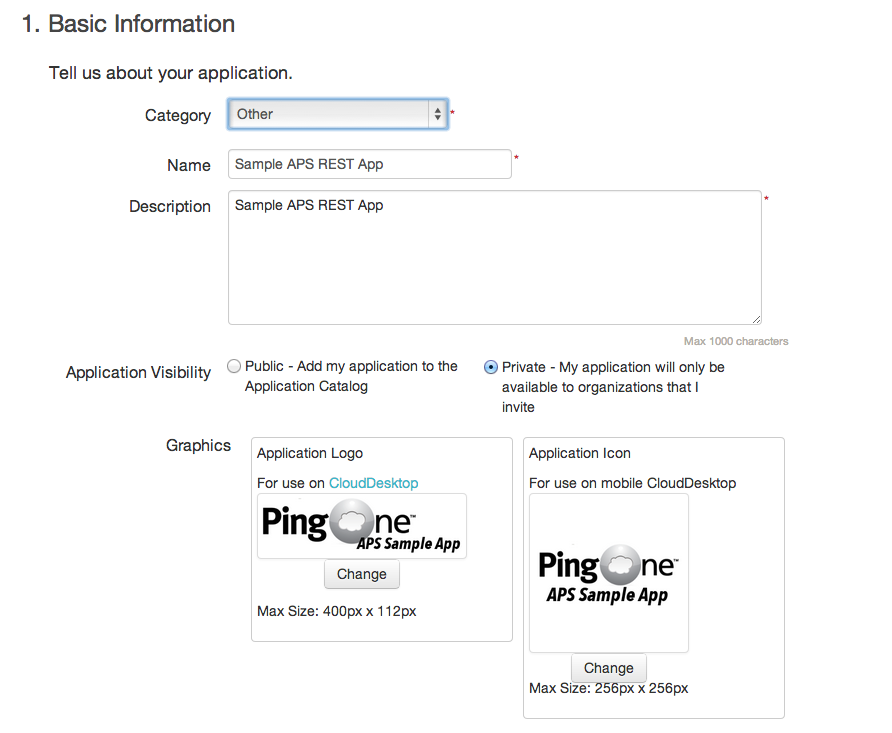 1. Basic Information
Tell us about your application.
Category
Other
*
Name
Sample APS REST App
*
Description
Sample APS REST App
*
Max 1000 characters
Application Visibility
Public - Add my application to the
Application Catalog
Private - My application will only be
available to organizations that I
invite
Graphics
Application Logo
For use on CloudDesktop
PingOne™
APS Sample App
Change
Max Size: 400px x 112px
Application Icon
For use on mobile CloudDesktop
PingOne™
APS Sample App
Change
Max Size: 256px x 256px